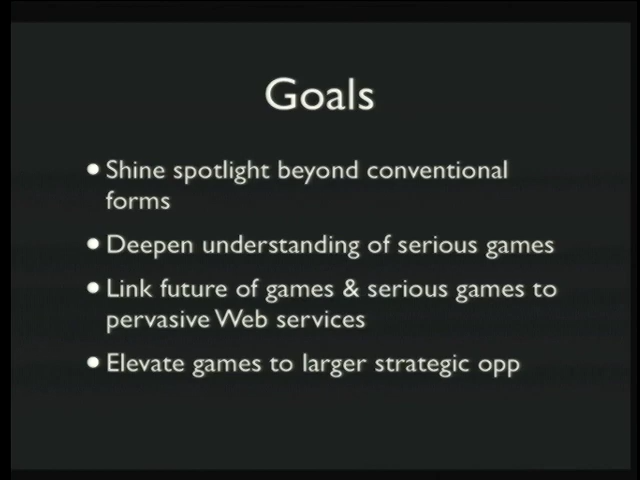 Goals
• Shine spotlight beyond conventional
forms
• Deepen understanding of serious games
• Link future of games & serious games to
pervasive Web services
• Elevate games to larger strategic opp